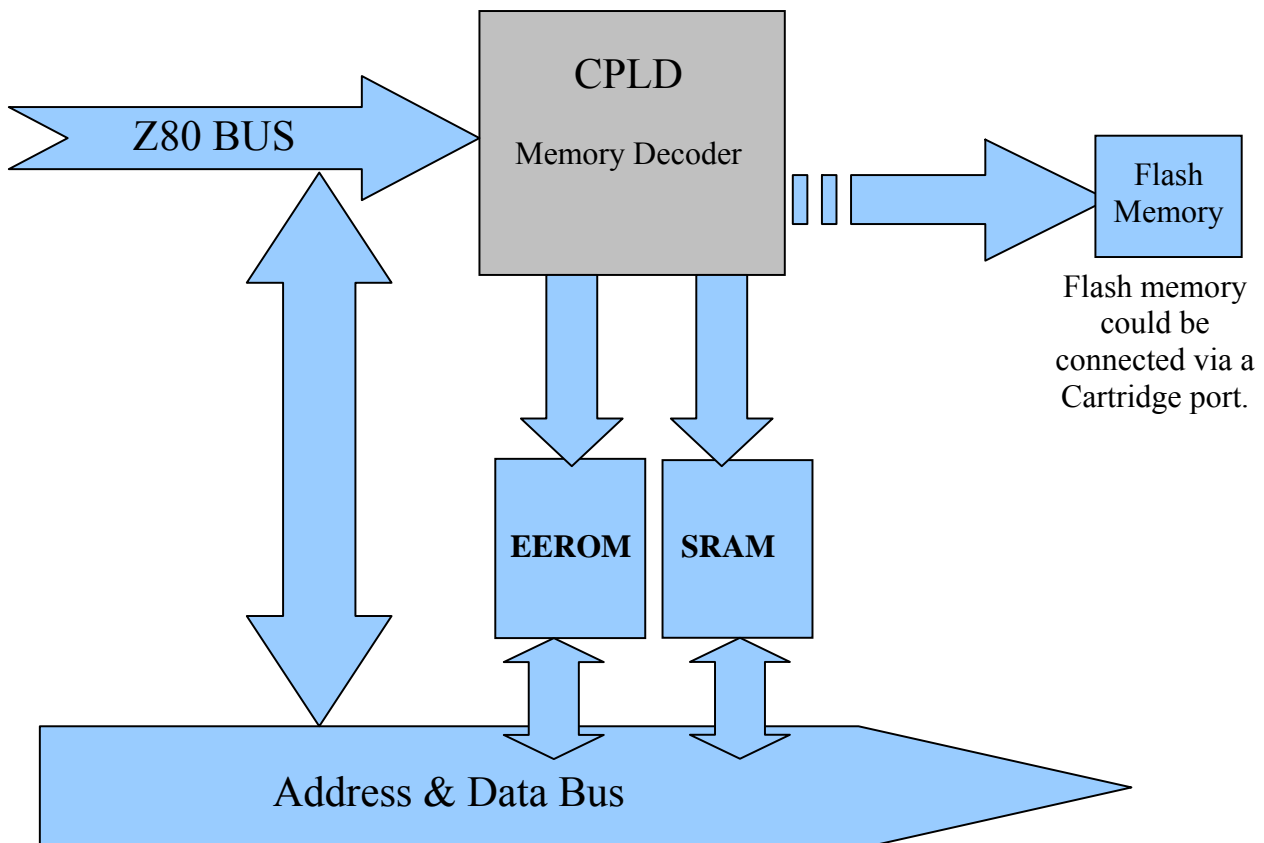 CPLD
Memory Decoder
Z80 BUS
Flash
Memory
Flash memory
could be
connected via a
Cartridge port.
EEROM
SRAM
Address & Data Bus